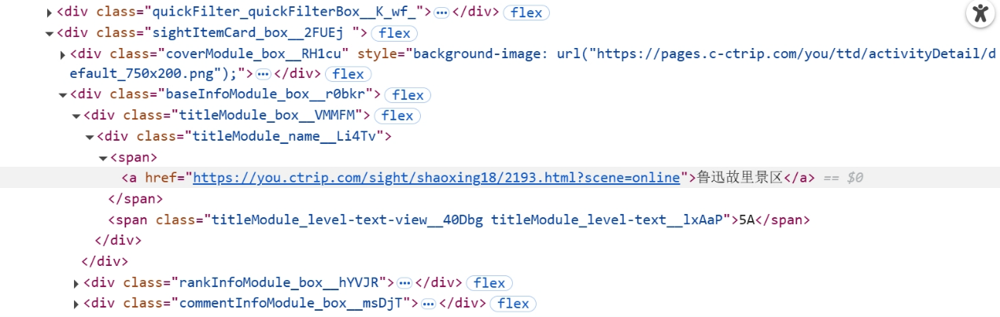 <div class="quickFilter_quickFilterBox__K_wf_">…</div> flex
<div class="sightItemCard_box__2FUEj "> flex
<div class="coverModule_box__RH1cu" style="background-image: url("https://pages.c-ctrip.com/you/ttd/activityDetail/d
efault_750x200.png");">…</div> flex
<div class="baseInfoModule_box__r0bkr"> flex
<div class="titleModule_box__VMMFM"> flex
<div class="titleModule_name__Li4Tv">
<span>
<a href="https://you.ctrip.com/sight/shaoxing18/2193.html?scene=online">鲁迅故里景区</a> == $0
</span>
<span class="titleModule_level-text-view__40Dbg titleModule_level-text__lxAaP">5A</span>
</div>
</div>
<div class="rankInfoModule_box__hYVJR">…</div> flex
<div class="commentInfoModule_box__msDjT">…</div> flex